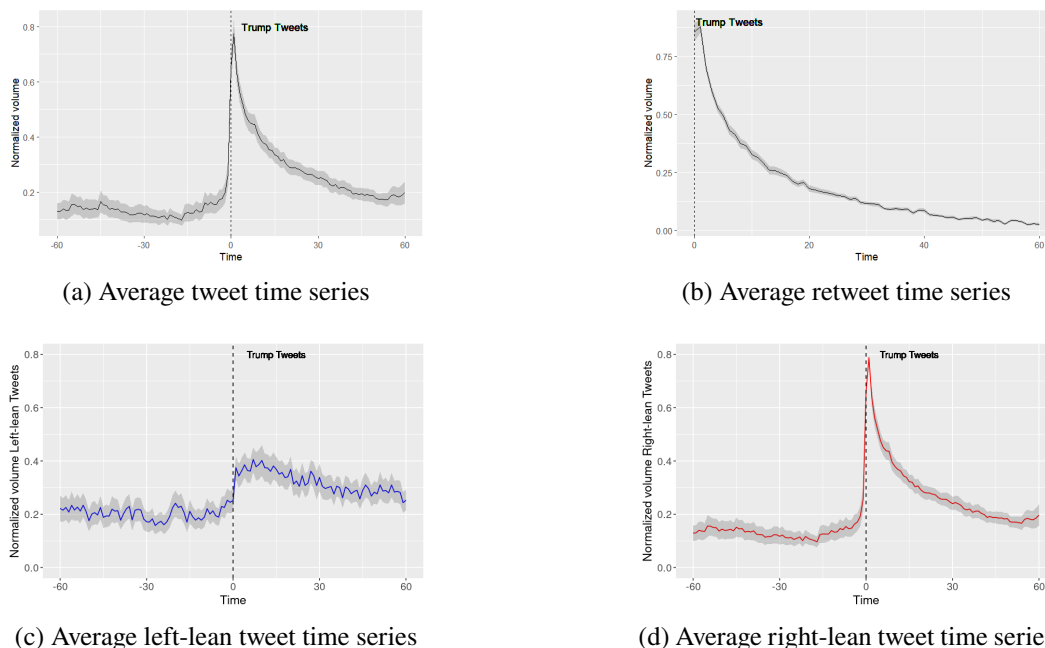 Trump Tweets
Normalized volume
0.8
0.6
0.4
0.2
-60
-30
0
30
60
Time
(a) Average tweet time series
Trump Tweets
Normalized volume
0.75
0.50
0.25
0.00
0
20
40
60
Time
(b) Average retweet time series
Trump Tweets
Normalized volume Left-lean Tweets
0.8
0.6
0.4
0.2
0.0
-60
-30
0
30
60
Time
(c) Average left-lean tweet time series
Trump Tweets
Normalized volume Right-lean Tweets
0.8
0.6
0.4
0.2
0.0
-60
-30
0
30
60
Time
(d) Average right-lean tweet time serie